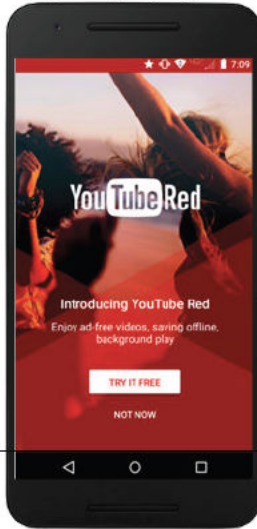 7:09
YouTube Red
Introducing YouTube Red
Enjoy ad-free videos, saving offline,
background play
TRY IT FREE
NOT NOW